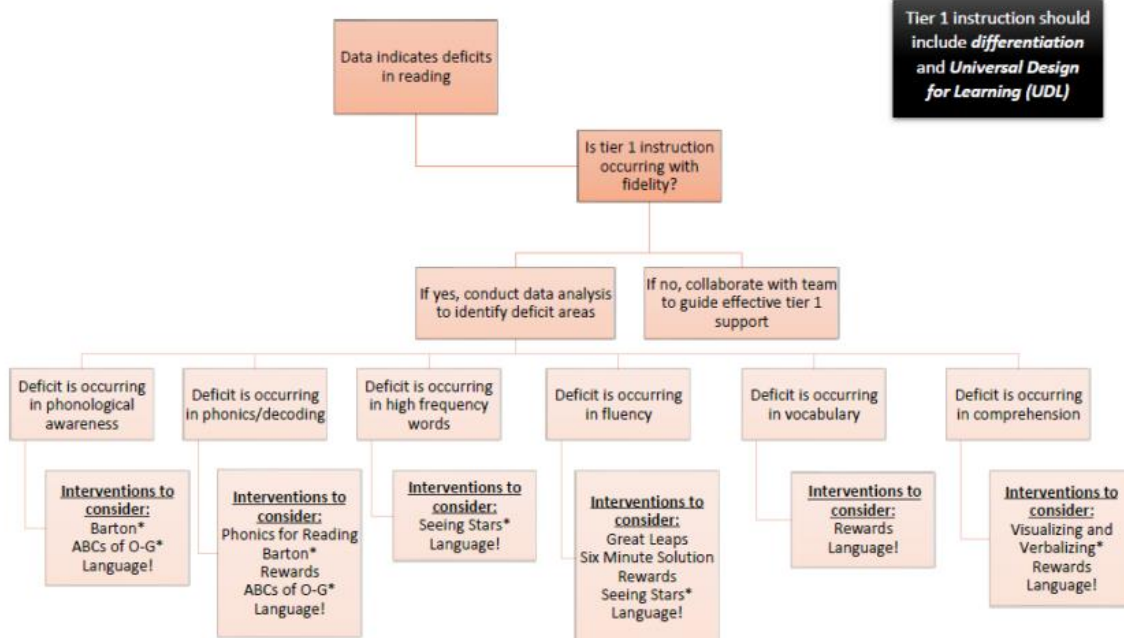 Tier 1 instruction should
include differentiation
and Universal Design
for Learning (UDL)
Data indicates deficits
in reading
Is tier 1 instruction
occurring with
fidelity?
If yes, conduct data analysis
to identify deficit areas
If no, collaborate with team
to guide effective tier 1
support
Deficit is occurring
in phonological
awareness
Deficit is occurring
in phonics/decoding
Deficit is occurring
in high frequency
words
Deficit is occurring
in fluency
Deficit is occurring
in vocabulary
Deficit is occurring
in comprehension
Interventions to
consider:
Barton*
ABCs of O-G*
Language!
Interventions to
consider:
Phonics for Reading
Barton*
Rewards
ABCs of O-G*
Language!
Interventions to
consider:
Seeing Stars*
Language!
Interventions to
consider:
Great Leaps
Six Minute Solution
Rewards
Seeing Stars*
Language!
Interventions to
consider:
Rewards
Language!
Interventions to
consider:
Visualizing and
Verbalizing*
Rewards
Language!